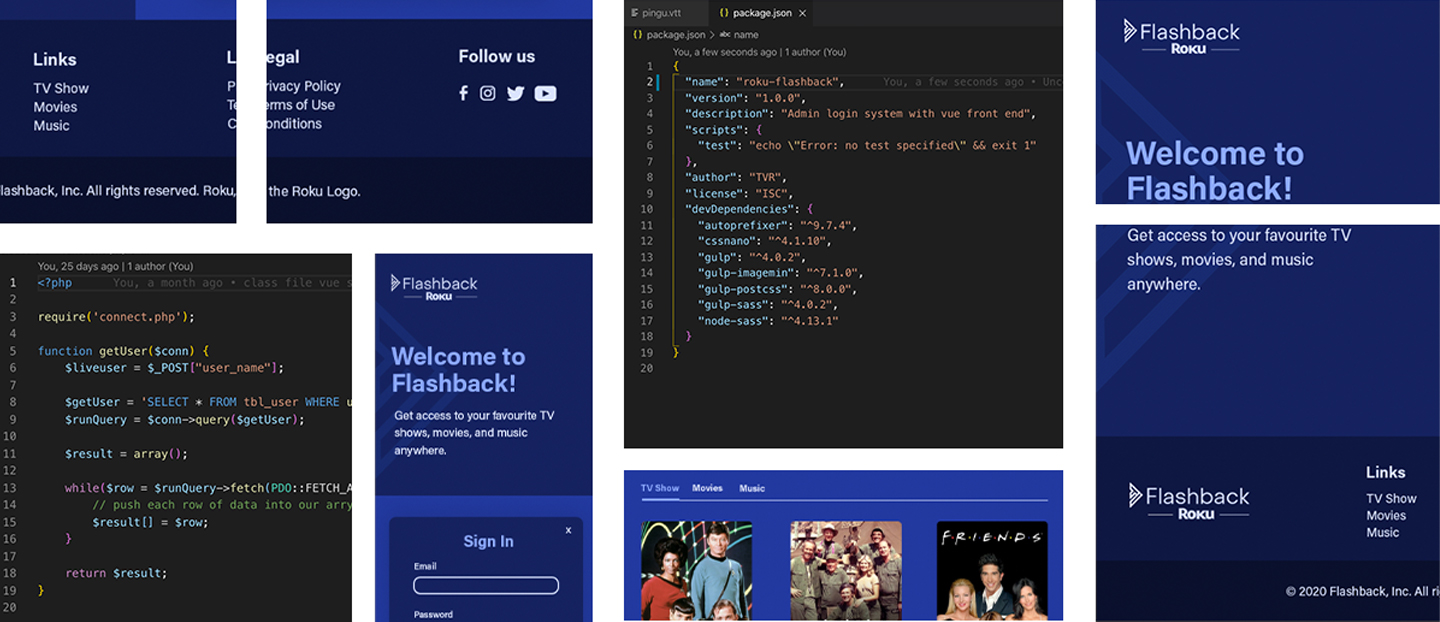 Links
TV Show
Movies
Music
lashback, Inc. All rights reserved. Roku,
Legal
Privacy Policy
Terms of Use
Conditions
the Roku Logo.
Follow us
You, 25 days ago | 1 author (You)
1 <?php You, a month ago • class file vue s
2
3 require('connect.php');
4
5 function getUser($conn) {
6 $liveuser = $_POST["user_name"];
7
8 $getUser = 'SELECT * FROM tbl_user WHERE u
9 $runQuery = $conn->query($getUser);
10
11 $result = array();
12
13 while($row = $runQuery->fetch(PDO::FETCH_A
14 // push each row of data into our arry
15 $result[] = $row;
16 }
17
18 return $result;
19 }
20
Flashback
Roku
Welcome to
Flashback!
Get access to your favourite TV
shows, movies, and music
anywhere.
x
Sign In
Email
Password
pingu.vtt
{} package.json ×
{} package.json > abc name
You, a few seconds ago | 1 author (You)
1 {
2 "name": "roku-flashback", You, a few seconds ago • Unc
3 "version": "1.0.0",
4 "description": "Admin login system with vue front end",
5 "scripts": {
6 "test": "echo \"Error: no test specified\" && exit 1"
7 },
8 "author": "TVR",
9 "license": "ISC",
10 "devDependencies": {
11 "autoprefixer": "^9.7.4",
12 "cssnano": "^4.1.10",
13 "gulp": "^4.0.2",
14 "gulp-imagemin": "^7.1.0",
15 "gulp-postcss": "^8.0.0",
16 "gulp-sass": "^4.0.2",
17 "node-sass": "^4.13.1"
18 }
19 }
20
TV Show Movies Music
F·R·I·E·N·D·S
Flashback
Roku
Welcome to
Flashback!
Get access to your favourite TV
shows, movies, and music
anywhere.
Flashback
Roku
Links
TV Show
Movies
Music
© 2020 Flashback, Inc. All ri